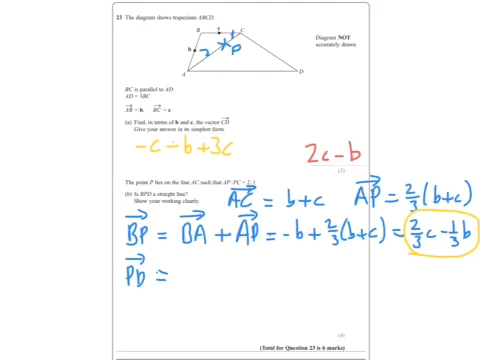 23 The diagram shows trapezium ABCD.
B c 1 C
Diagram NOT
accurately drawn
b 2 P
A D
BC is parallel to AD
AD = 3BC
AB = b, BC = c
(a) Find, in terms of b and c, the vector CD
Give your answer in its simplest form.
-c - b + 3c
2c - b
(2)
The point P lies on the line AC such that AP : PC = 2 : 1
(b) Is BPD a straight line?
Show your working clearly.
AC = b + c AP = 2/3 (b + c)
BP = BA + AP = -b + 2/3 (b + c) = 2/3 c - 1/3 b
PD =
(4)
(Total for Question 23 is 6 marks)